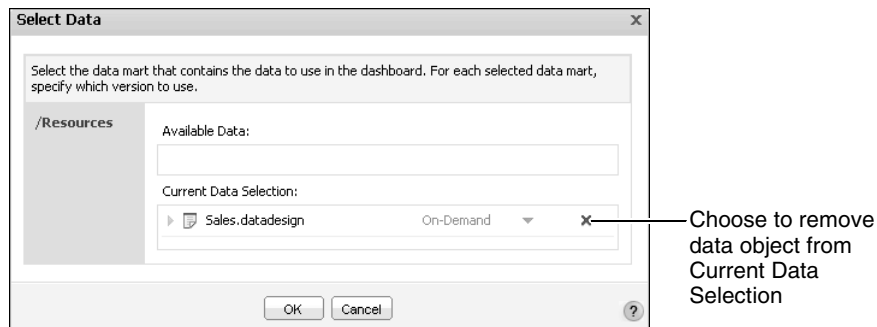 Select Data
x
Select the data mart that contains the data to use in the dashboard. For each selected data mart,
specify which version to use.
/Resources
Available Data:
Current Data Selection:
Sales.datadesign On-Demand x
Choose to remove
data object from
Current Data
Selection
OK Cancel
?